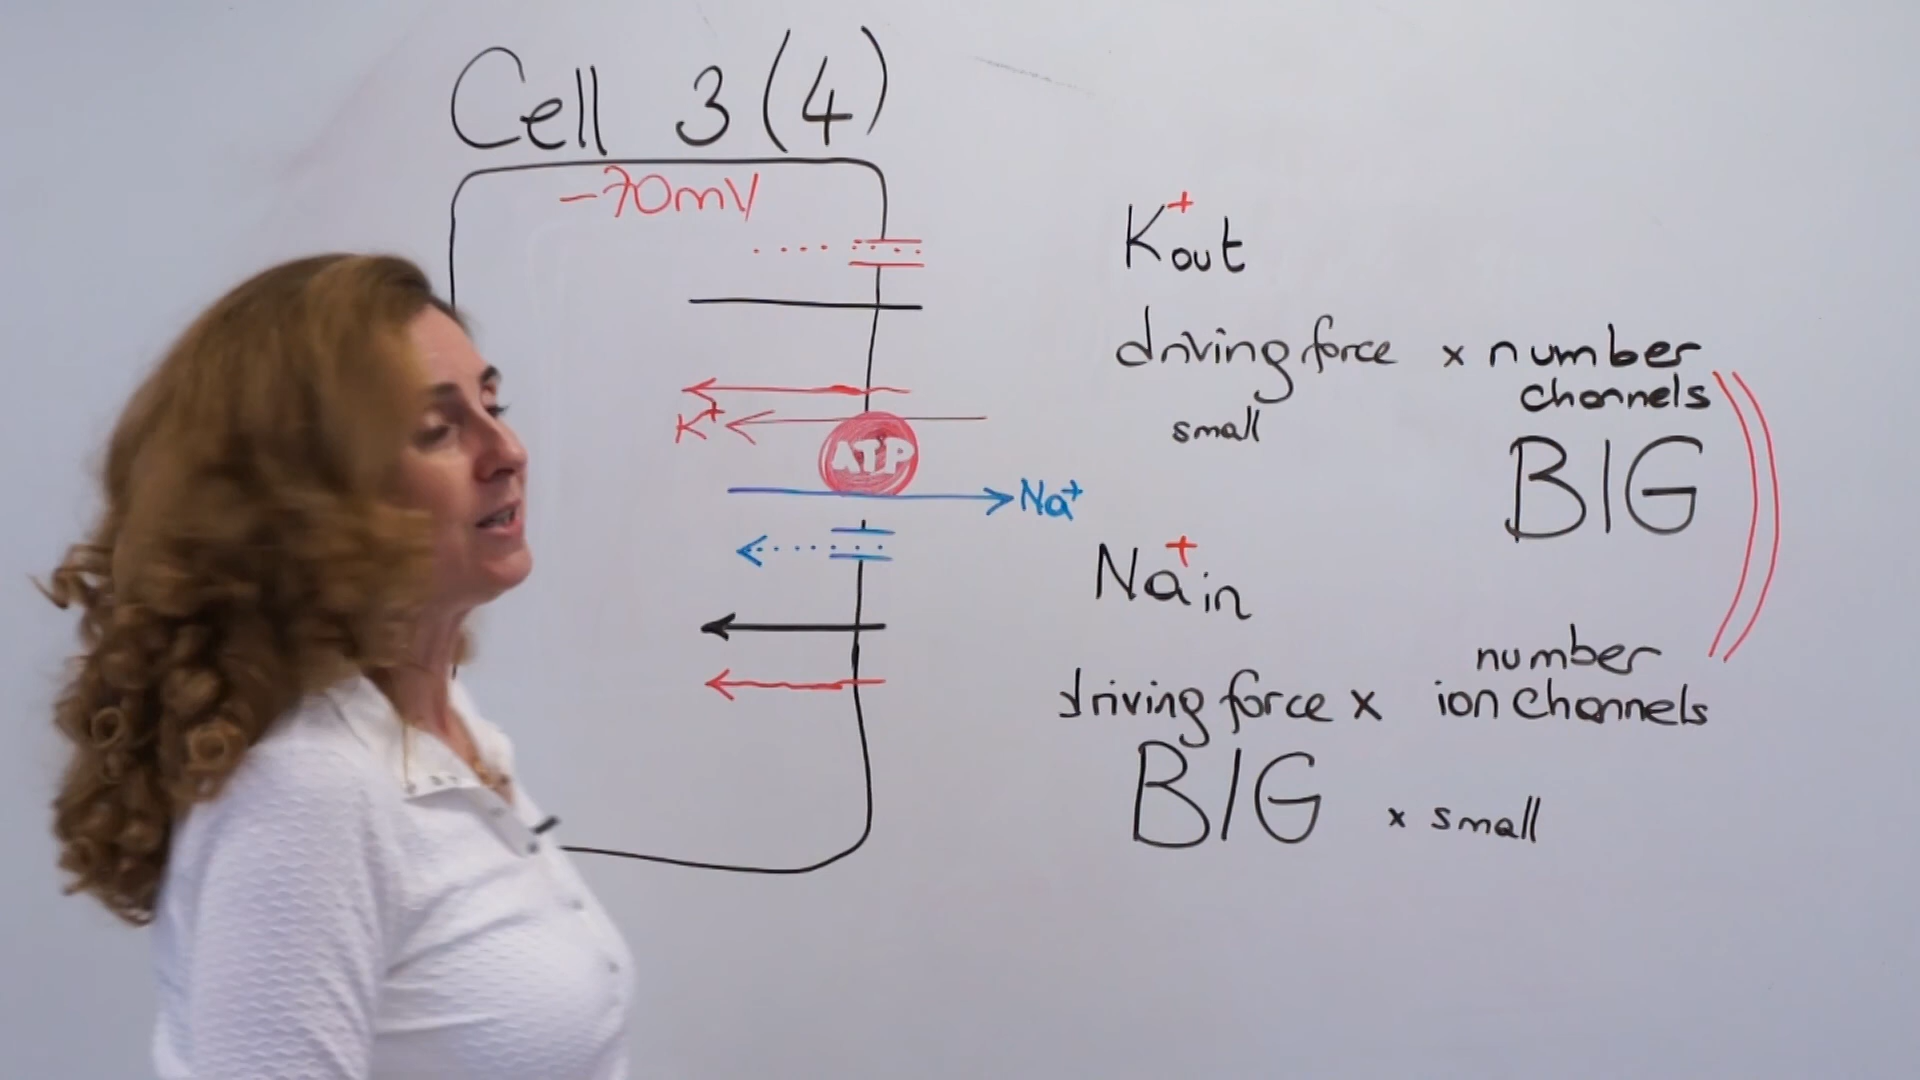 Cell 3 (4)
-70mV
K+
ATP
Na+
K+out
driving force x number
channels
small
BIG
Na+in
number
driving force x ion channels
BIG x small